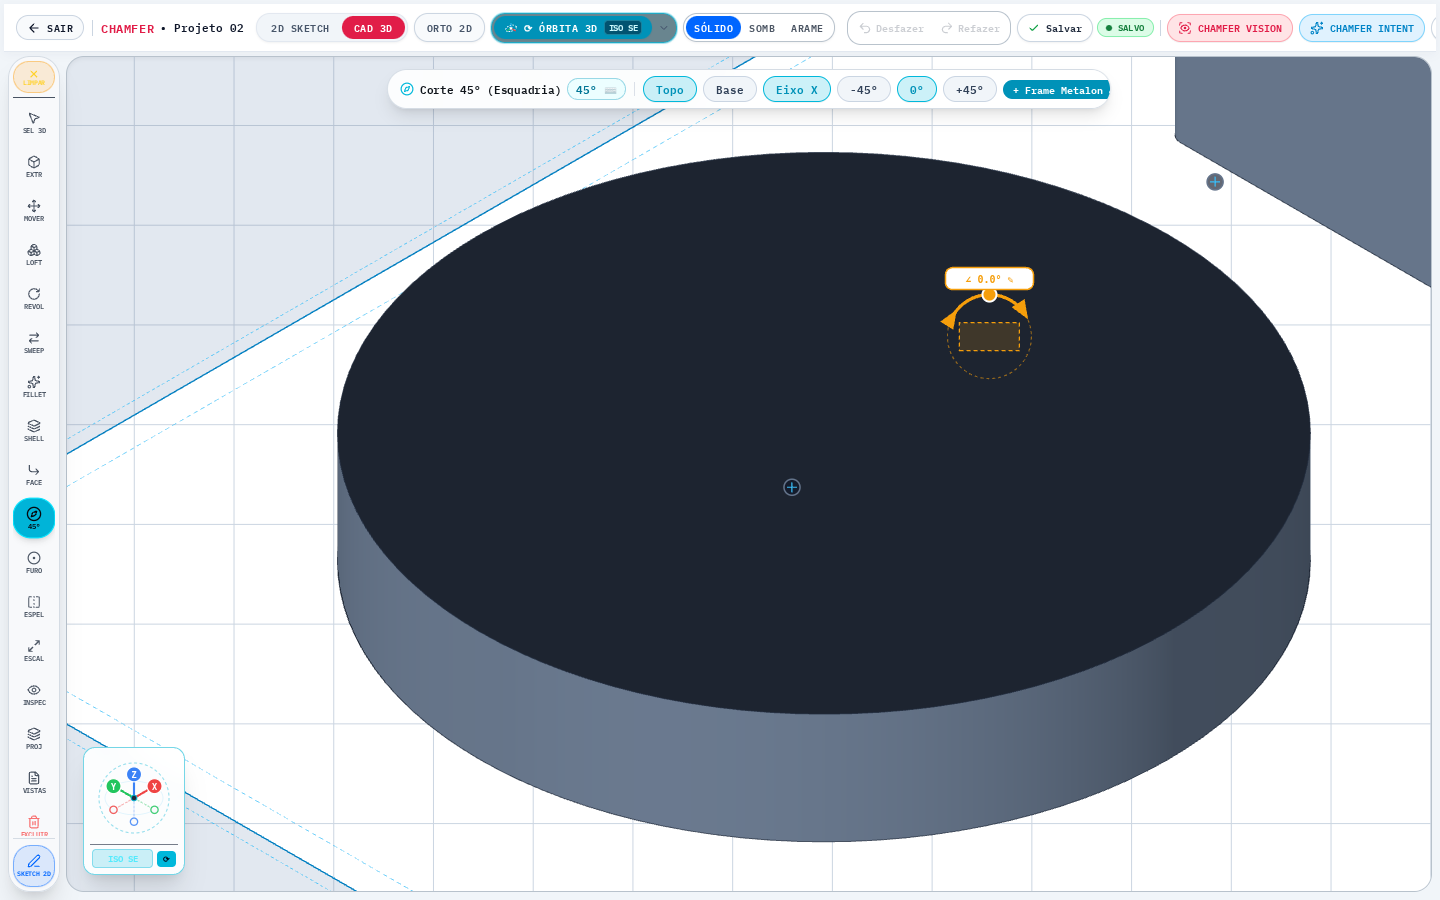 SAIR
CHAMFER • Projeto 02
2D SKETCH
CAD 3D
ORTO 2D
⟳ ÓRBITA 3D ISO SE
SÓLIDO
SOMB
ARAME
Desfazer
Refazer
Salvar
SALVO
CHAMFER VISION
CHAMFER INTENT
Corte 45° (Esquadria)
45°
Topo
Base
Eixo X
-45°
0°
+45°
+ Frame Metalon
SEL 3D
EXTR
MOVER
LOFT
REVOL
SWEEP
FILLET
SHELL
FACE
45°
FURO
ESPEL
ESCAL
INSPEC
PROJ
VISTAS
EXCLUIR
SKETCH 2D
∠ 0.0° ✎
Z
Y
X
ISO SE
⟳